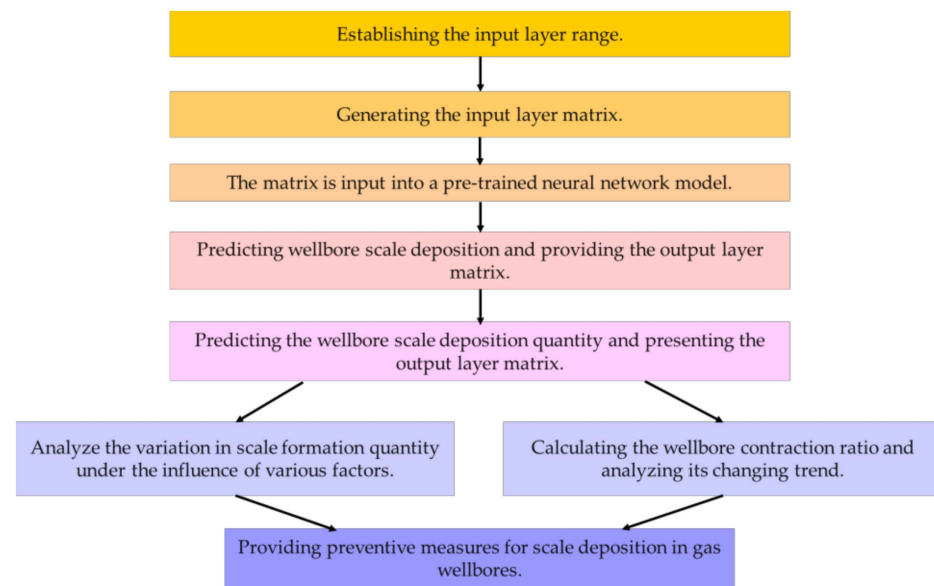 Establishing the input layer range.
Generating the input layer matrix.
The matrix is input into a pre-trained neural network model.
Predicting wellbore scale deposition and providing the output layer
matrix.
Predicting the wellbore scale deposition quantity and presenting the
output layer matrix.
Analyze the variation in scale formation quantity
under the influence of various factors.
Calculating the wellbore contraction ratio and
analyzing its changing trend.
Providing preventive measures for scale deposition in gas
wellbores.